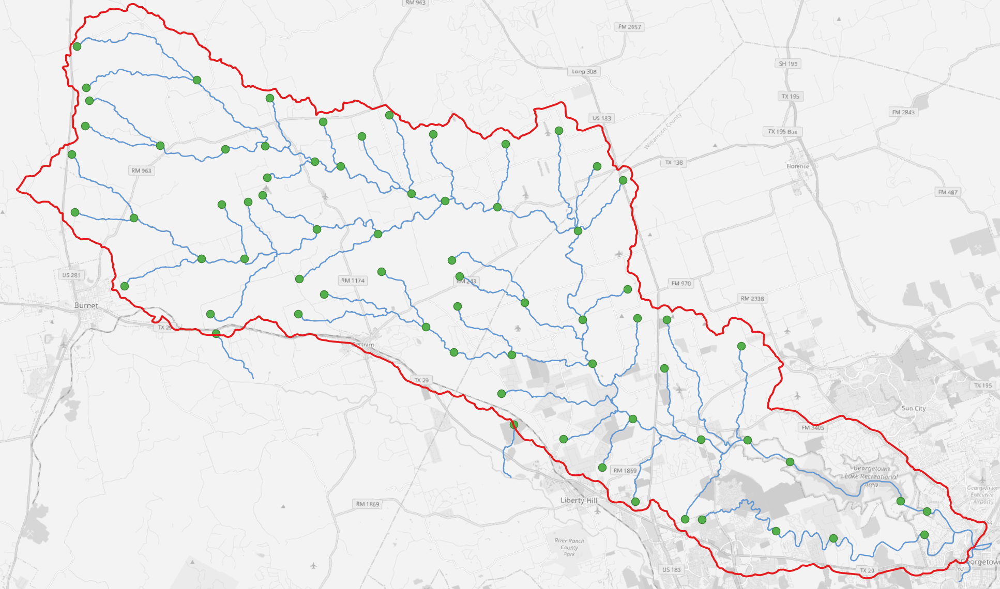 RM 963
FM 2657
SH 195
Loop 308
TX 195
FM 2843
US 183
TX 195 Bus
Williamson County
TX 138
Florence
RM 963
FM 487
US 281
RM 1174
RM 243
FM 970
RM 2338
Burnet
TX 29
Bertram
TX 29
TX 195
Sun City
FM 3405
RM 1869
Georgetown
Lake Recreational
Area
Georgetown
Executive
Airport
Liberty Hill
RM 1869
River Ranch
County
Park
US 183
TX 29
Georgetown
262